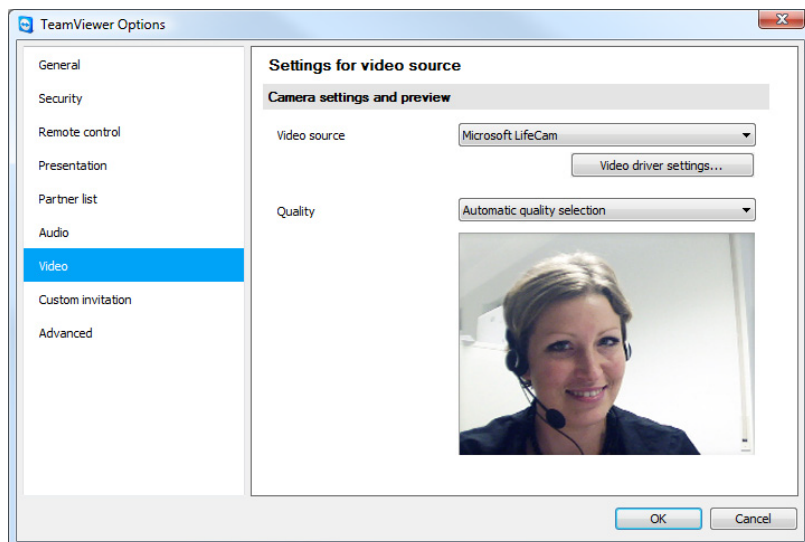 TeamViewer Options
General
Security
Remote control
Presentation
Partner list
Audio
Video
Custom invitation
Advanced
Settings for video source
Camera settings and preview
Video source
Microsoft LifeCam
Video driver settings...
Quality
Automatic quality selection
OK
Cancel